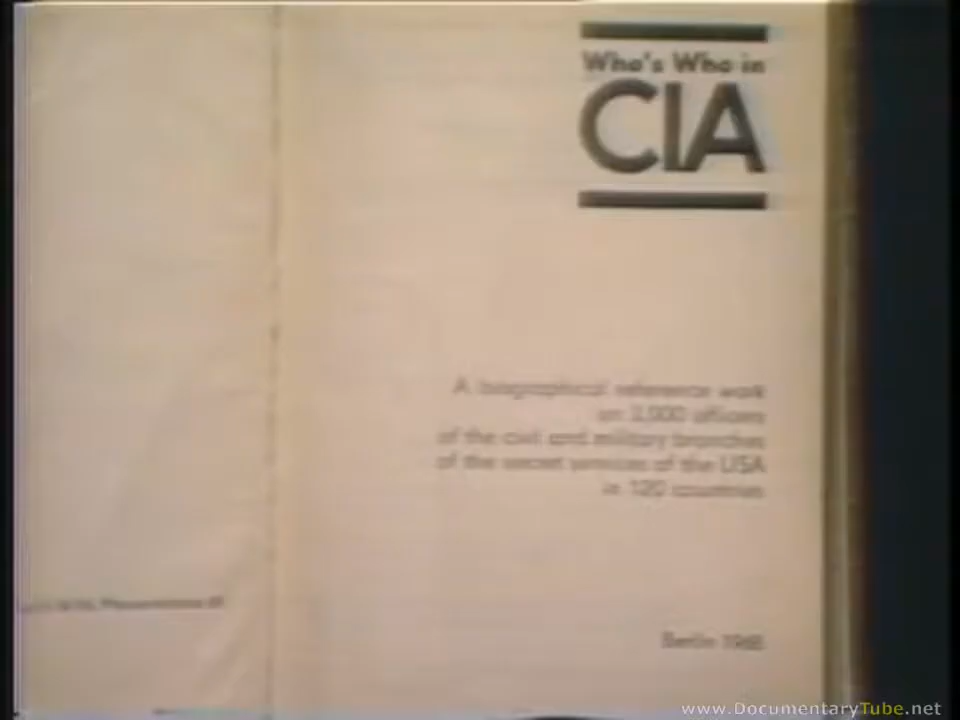 Who's Who in
CIA
A biographical reference work
on 3,000 officers
of the civil and military branches
of the secret services of the USA
in 120 countries
Berlin 1968
www.DocumentaryTube.net